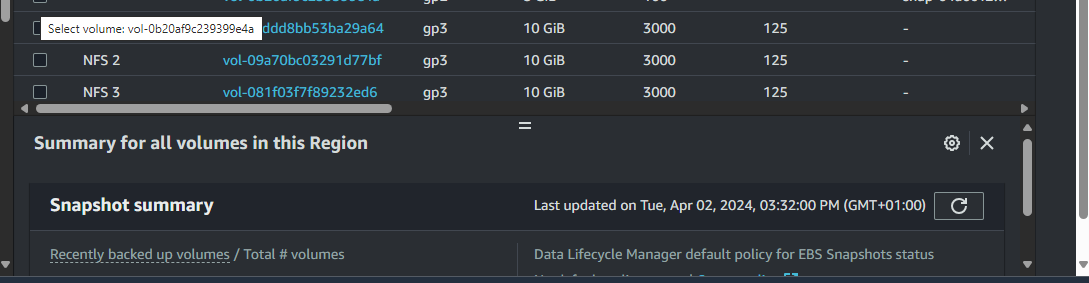 Select volume: vol-0b20af9c239399e4a
ddd8bb53ba29a64 gp3 10 GiB 3000 125 -
NFS 2 vol-09a70bc03291d77bf gp3 10 GiB 3000 125 -
NFS 3 vol-081f03f7f89232ed6 gp3 10 GiB 3000 125 -
Summary for all volumes in this Region
Snapshot summary Last updated on Tue, Apr 02, 2024, 03:32:00 PM (GMT+01:00)
Recently backed up volumes / Total # volumes Data Lifecycle Manager default policy for EBS Snapshots status